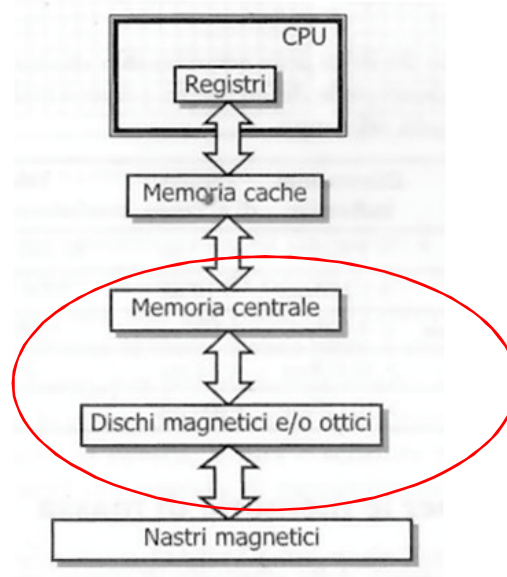 CPU
Registri
Memoria cache
Memoria centrale
Dischi magnetici e/o ottici
Nastri magnetici